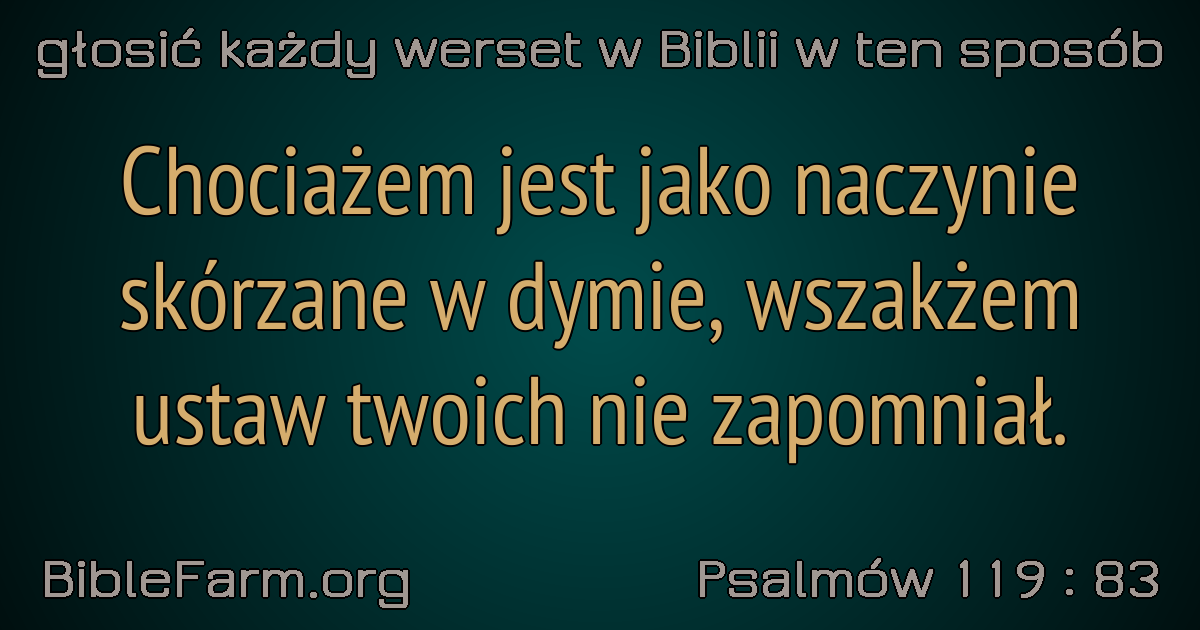 głosić każdy werset w Biblii w ten sposób
Chociażem jest jako naczynie
skórzane w dymie, wszakżem
ustaw twoich nie zapomniał.
BibleFarm.org
Psalmów 119 : 83